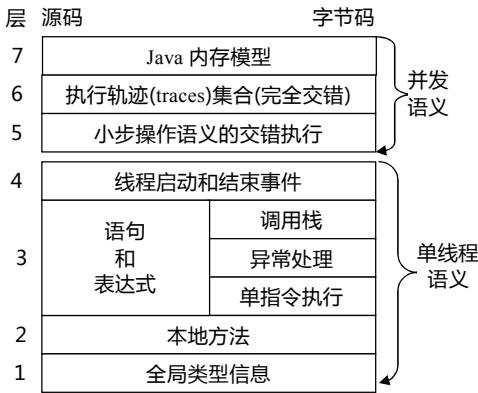 层 源码 字节码
7 Java 内存模型
6 执行轨迹(traces)集合(完全交错)
5 小步操作语义的交错执行
并发
语义
4 线程启动和结束事件
3
语句
和
表达式
调用栈
异常处理
单指令执行
2 本地方法
1 全局类型信息
单线程
语义